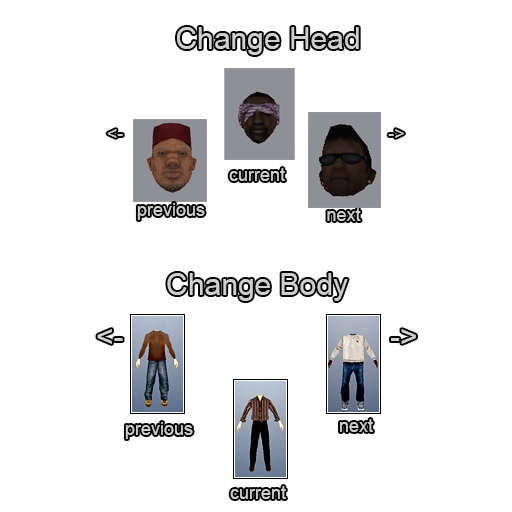 Change Head
<- ->
current
previous
next
Change Body
<- ->
previous
next
current